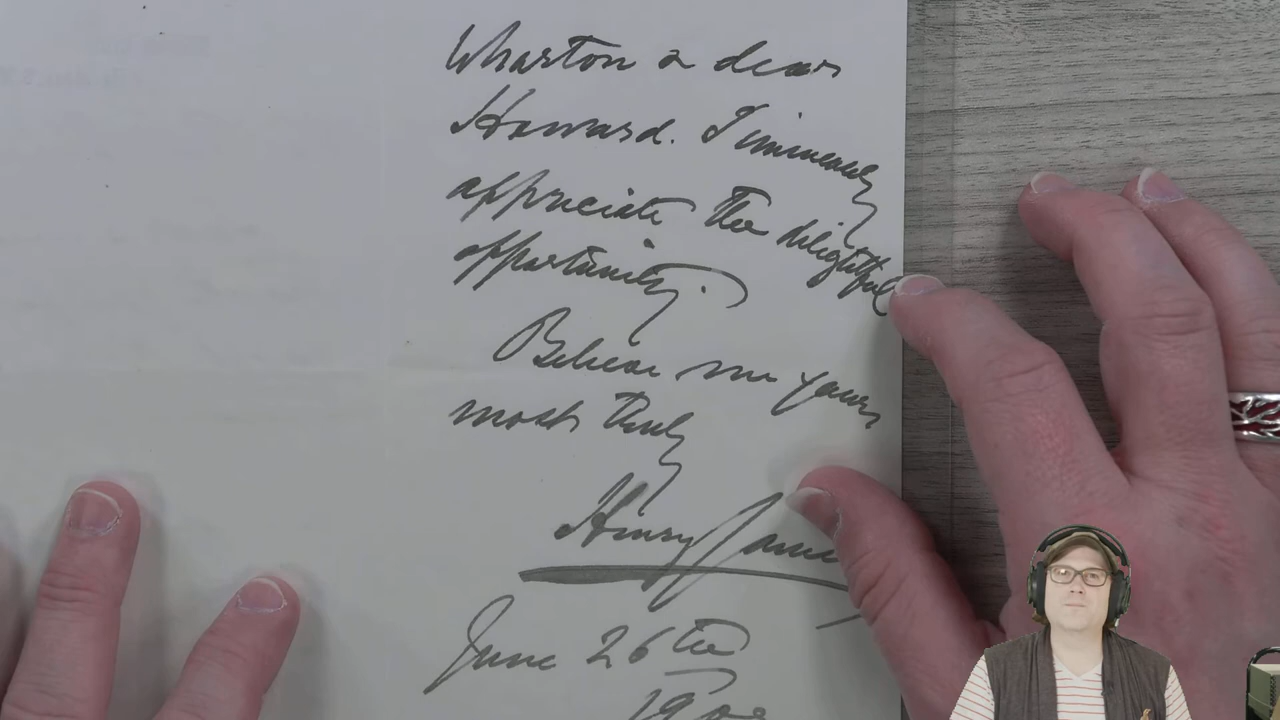 Wharton & dear
Howard. I immensely
appreciate the delightful
opportunity.
Believe me yours
most truly
Henry James
June 26th